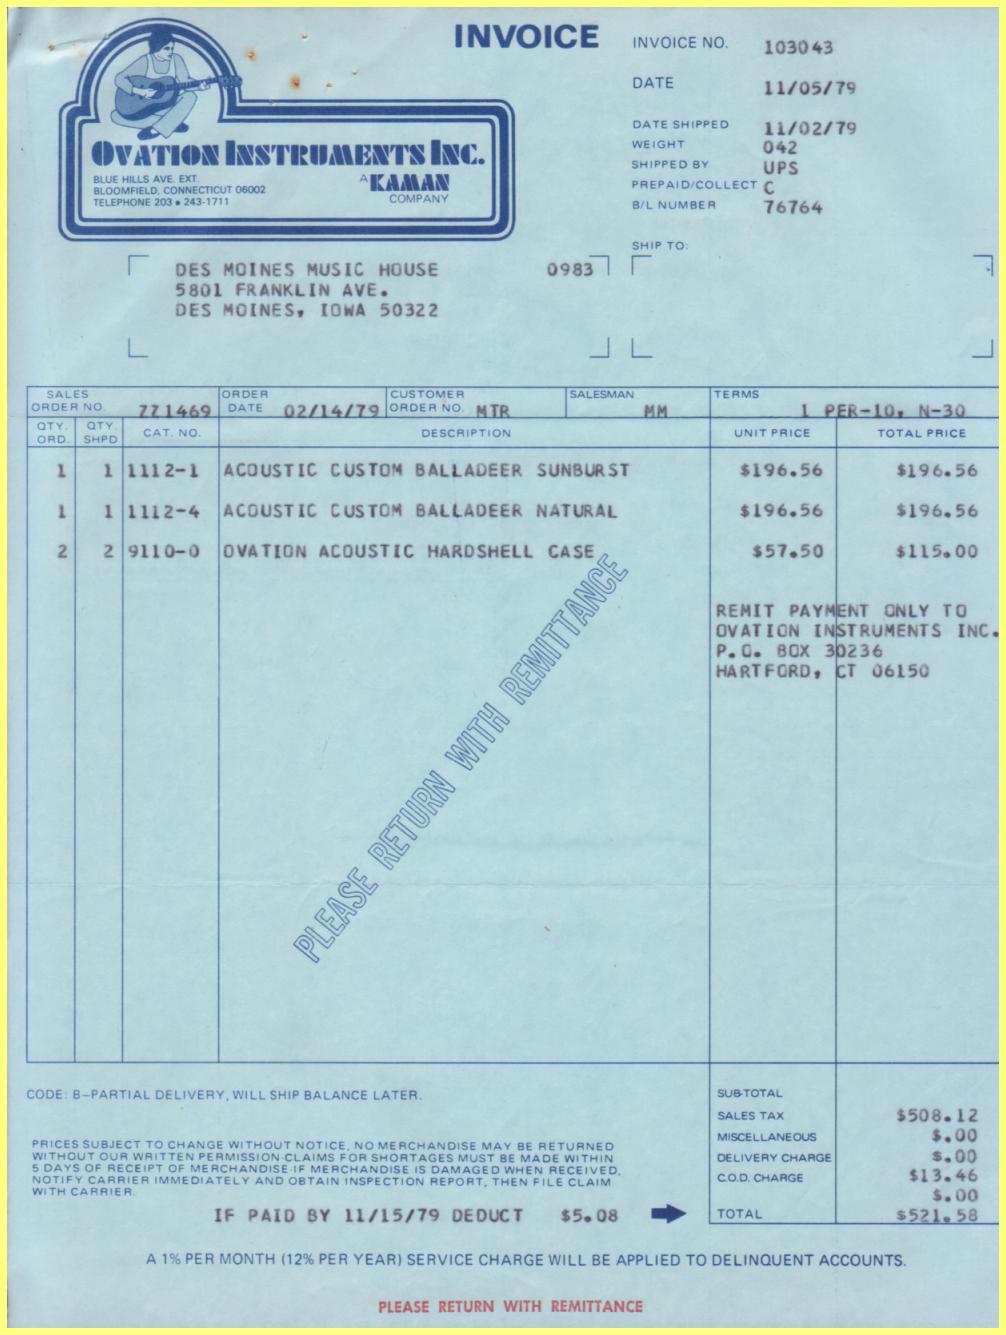 INVOICE
INVOICE NO. 103043
DATE 11/05/79
DATE SHIPPED 11/02/79
WEIGHT 042
SHIPPED BY UPS
PREPAID/COLLECT C
B/L NUMBER 76764
OVATION INSTRUMENTS INC.
BLUE HILLS AVE. EXT.
BLOOMFIELD, CONNECTICUT 06002
TELEPHONE 203 • 243-1711
A KAMAN
COMPANY
SHIP TO:
DES MOINES MUSIC HOUSE 0983
5801 FRANKLIN AVE.
DES MOINES, IOWA 50322
SALES ORDER DATE CUSTOMER SALESMAN TERMS
ORDER NO. 771469 02/14/79 ORDER NO. MTR MM 1 PER-10, N-30
QTY. ORD. QTY. SHPD CAT. NO. DESCRIPTION UNIT PRICE TOTAL PRICE
1 1 1112-1 ACOUSTIC CUSTOM BALLADEER SUNBURST $196.56 $196.56
1 1 1112-4 ACOUSTIC CUSTOM BALLADEER NATURAL $196.56 $196.56
2 2 9110-0 OVATION ACOUSTIC HARDSHELL CASE $57.50 $115.00
REMIT PAYMENT ONLY TO
OVATION INSTRUMENTS INC.
P.O. BOX 30236
HARTFORD, CT 06150
PLEASE RETURN WITH REMITTANCE
CODE: B-PARTIAL DELIVERY, WILL SHIP BALANCE LATER.
SUB-TOTAL
SALES TAX $508.12
MISCELLANEOUS $.00
DELIVERY CHARGE $.00
C.O.D. CHARGE $13.46
$.00
TOTAL $521.58
PRICES SUBJECT TO CHANGE WITHOUT NOTICE, NO MERCHANDISE MAY BE RETURNED
WITHOUT OUR WRITTEN PERMISSION-CLAIMS FOR SHORTAGES MUST BE MADE WITHIN
5 DAYS OF RECEIPT OF MERCHANDISE-IF MERCHANDISE IS DAMAGED WHEN RECEIVED,
NOTIFY CARRIER IMMEDIATELY AND OBTAIN INSPECTION REPORT, THEN FILE CLAIM
WITH CARRIER.
IF PAID BY 11/15/79 DEDUCT $5.08
A 1% PER MONTH (12% PER YEAR) SERVICE CHARGE WILL BE APPLIED TO DELINQUENT ACCOUNTS.
PLEASE RETURN WITH REMITTANCE